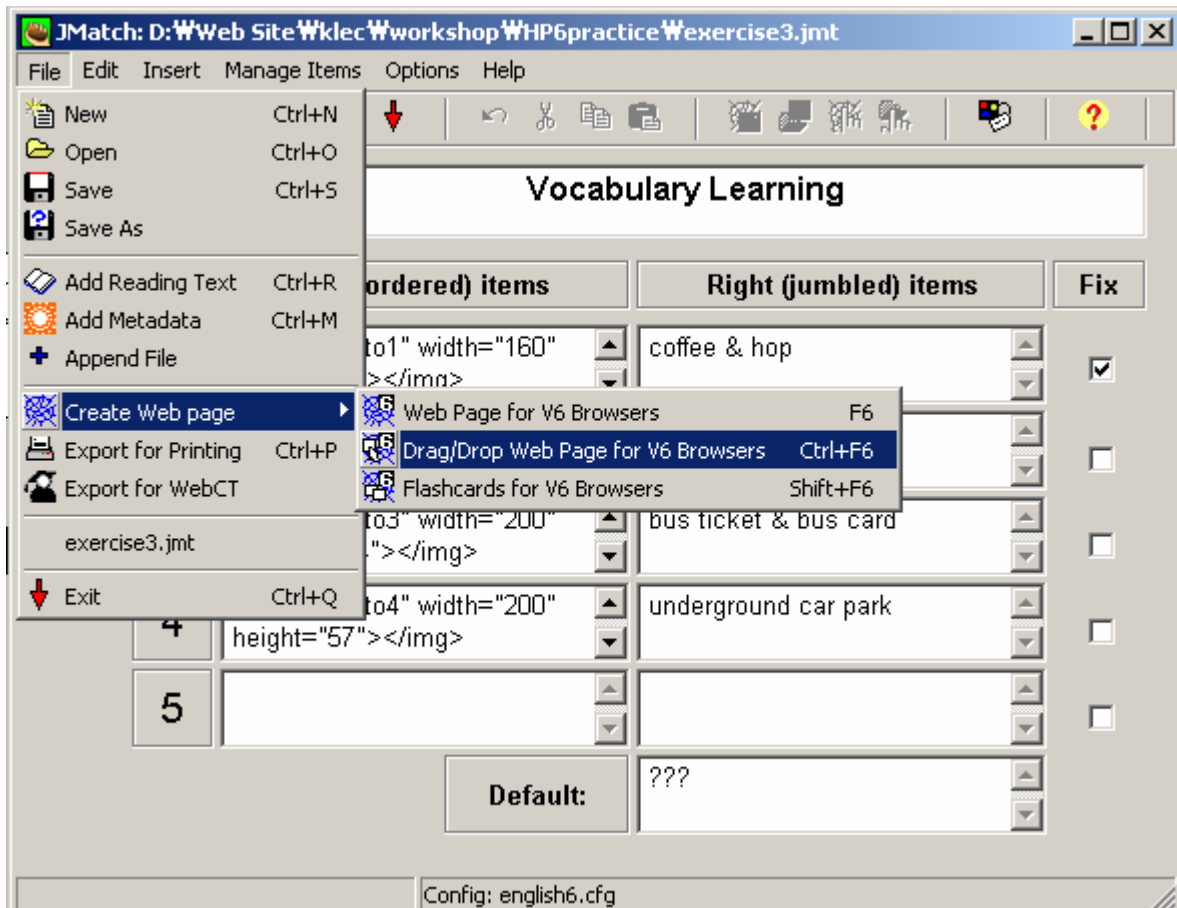 JMatch: D:₩Web Site₩klec₩workshop₩HP6practice₩exercise3.jmt
File Edit Insert Manage Items Options Help
New Ctrl+N
Open Ctrl+O
Save Ctrl+S
Save As
Add Reading Text Ctrl+R
Add Metadata Ctrl+M
Append File
Create Web page
Export for Printing Ctrl+P
Export for WebCT
exercise3.jmt
Exit Ctrl+Q
Web Page for V6 Browsers F6
Drag/Drop Web Page for V6 Browsers Ctrl+F6
Flashcards for V6 Browsers Shift+F6
Vocabulary Learning
ordered) items Right (jumbled) items Fix
to1" width="160" coffee & hop
></img>
to3" width="200" bus ticket & bus card
"></img>
4 to4" width="200" underground car park
height="57"></img>
5
Default: ???
Config: english6.cfg